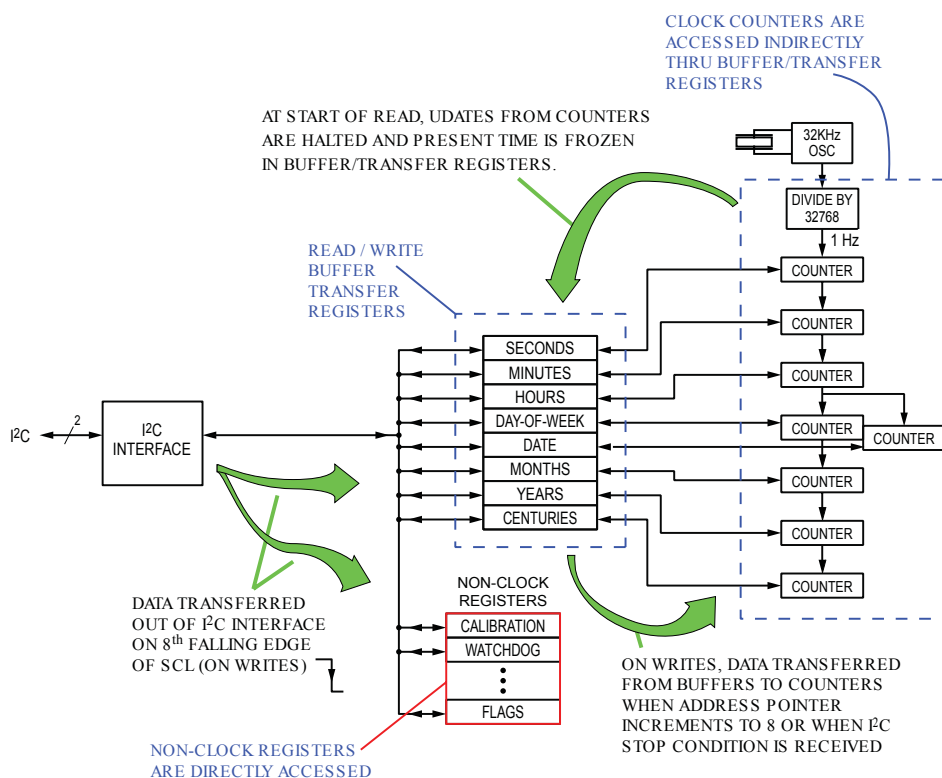 CLOCK COUNTERS ARE
ACCESSED INDIRECTLY
THRU BUFFER/TRANSFER
REGISTERS
AT START OF READ, UDATES FROM COUNTERS
ARE HALTED AND PRESENT TIME IS FROZEN
IN BUFFER/TRANSFER REGISTERS.
32KHz
OSC
DIVIDE BY
32768
1 Hz
READ / WRITE
BUFFER
TRANSFER
REGISTERS
COUNTER
COUNTER
COUNTER
COUNTER
COUNTER
COUNTER
COUNTER
COUNTER
SECONDS
MINUTES
HOURS
DAY-OF-WEEK
DATE
MONTHS
YEARS
CENTURIES
I²C
2
I²C
INTERFACE
DATA TRANSFERRED
OUT OF I²C INTERFACE
ON 8th FALLING EDGE
OF SCL (ON WRITES)
NON-CLOCK
REGISTERS
CALIBRATION
WATCHDOG
FLAGS
ON WRITES, DATA TRANSFERRED
FROM BUFFERS TO COUNTERS
WHEN ADDRESS POINTER
INCREMENTS TO 8 OR WHEN I²C
STOP CONDITION IS RECEIVED
NON-CLOCK REGISTERS
ARE DIRECTLY ACCESSED